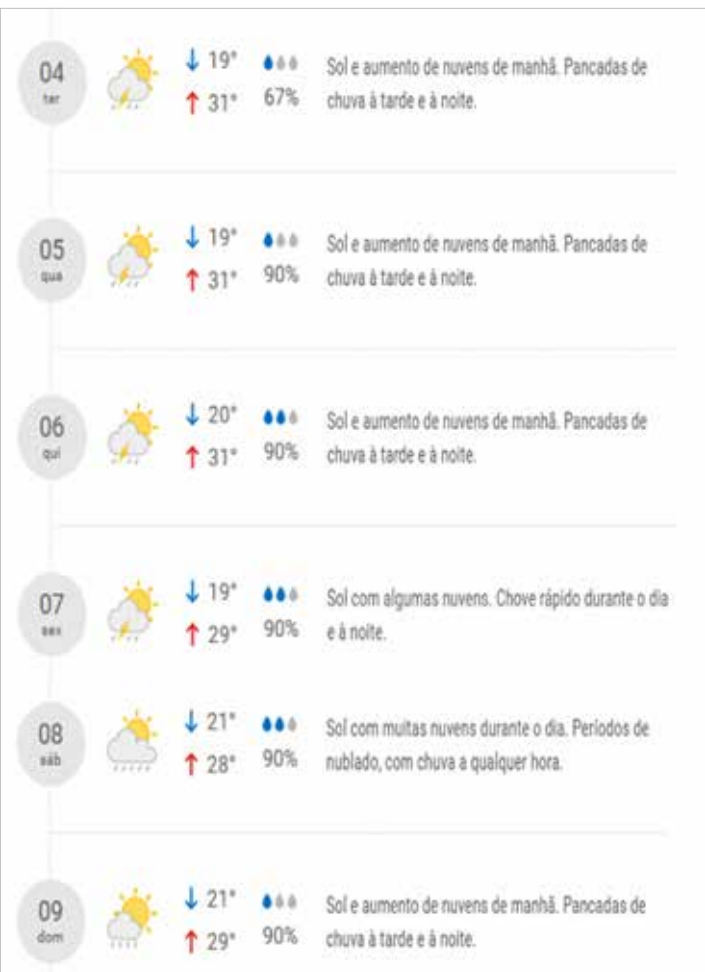 04
ter
19°
31°
67%
Sol e aumento de nuvens de manhã. Pancadas de
chuva à tarde e à noite.
05
qua
19°
31°
90%
Sol e aumento de nuvens de manhã. Pancadas de
chuva à tarde e à noite.
06
qui
20°
31°
90%
Sol e aumento de nuvens de manhã. Pancadas de
chuva à tarde e à noite.
07
sex
19°
29°
90%
Sol com algumas nuvens. Chove rápido durante o dia
e à noite.
08
sáb
21°
28°
90%
Sol com muitas nuvens durante o dia. Períodos de
nublado, com chuva a qualquer hora.
09
dom
21°
29°
90%
Sol e aumento de nuvens de manhã. Pancadas de
chuva à tarde e à noite.